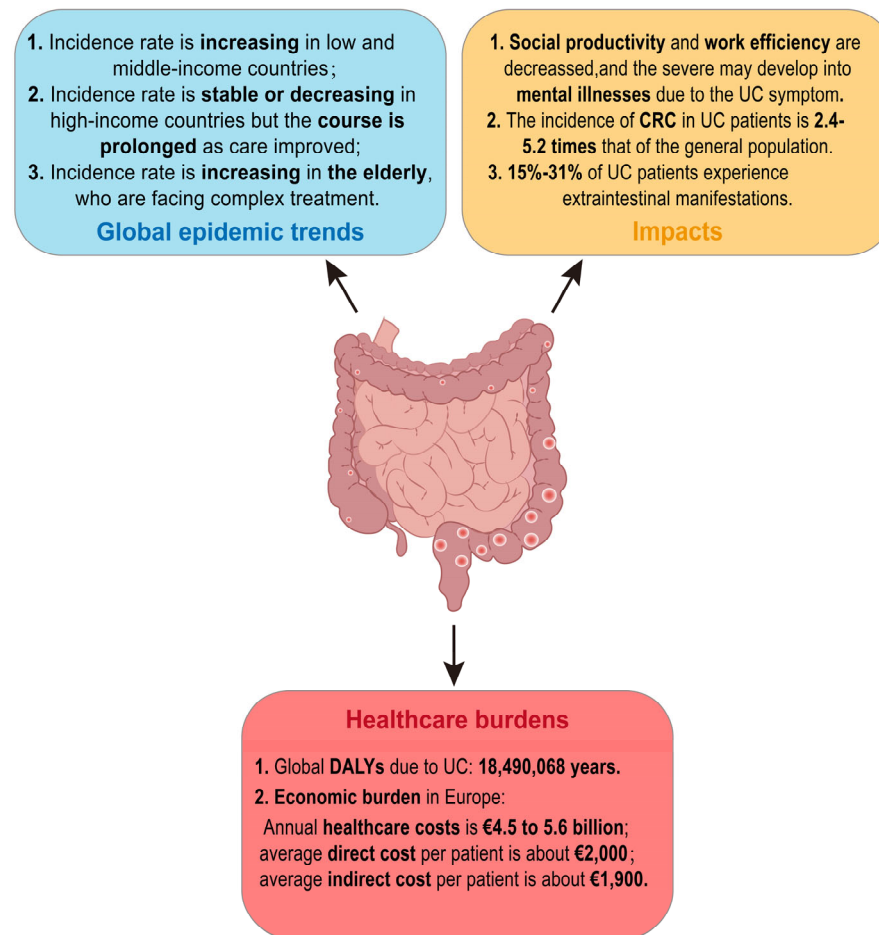 1. Incidence rate is increasing in low and
middle-income countries;
2. Incidence rate is stable or decreasing in
high-income countries but the course is
prolonged as care improved;
3. Incidence rate is increasing in the elderly,
who are facing complex treatment.
Global epidemic trends
1. Social productivity and work efficiency are
decreassed,and the severe may develop into
mental illnesses due to the UC symptom.
2. The incidence of CRC in UC patients is 2.4-
5.2 times that of the general population.
3. 15%-31% of UC patients experience
extraintestinal manifestations.
Impacts
Healthcare burdens
1. Global DALYs due to UC: 18,490,068 years.
2. Economic burden in Europe:
Annual healthcare costs is €4.5 to 5.6 billion;
average direct cost per patient is about €2,000;
average indirect cost per patient is about €1,900.